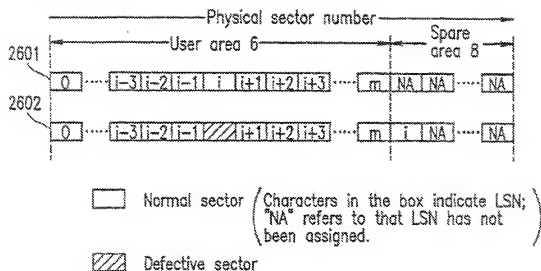 Physical sector number
User area 6
Spare area 8
2601
0 i-3 i-2 i-1 i i+1 i+2 i+3 m NA NA NA
2602
0 i-3 i-2 i-1 i+1 i+2 i+3 m i NA NA
Normal sector (Characters in the box indicate LSN;
"NA" refers to that LSN has not
been assigned.
Defective sector